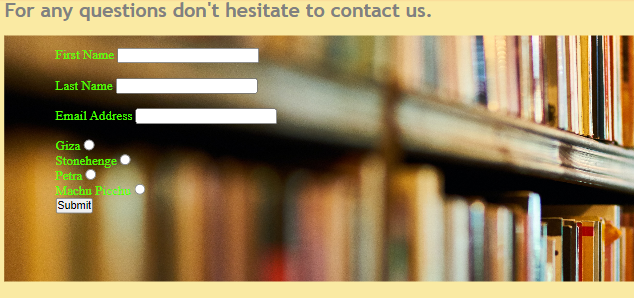 For any questions don't hesitate to contact us.
First Name
Last Name
Email Address
Giza
Stonehenge
Petra
Machu Picchu
Submit